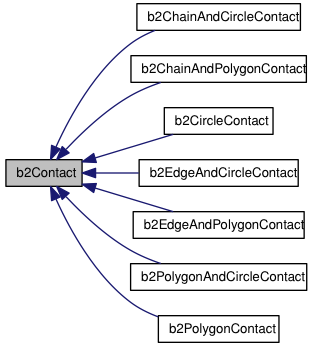 b2ChainAndCircleContact
b2ChainAndPolygonContact
b2CircleContact
b2Contact
b2EdgeAndCircleContact
b2EdgeAndPolygonContact
b2PolygonAndCircleContact
b2PolygonContact